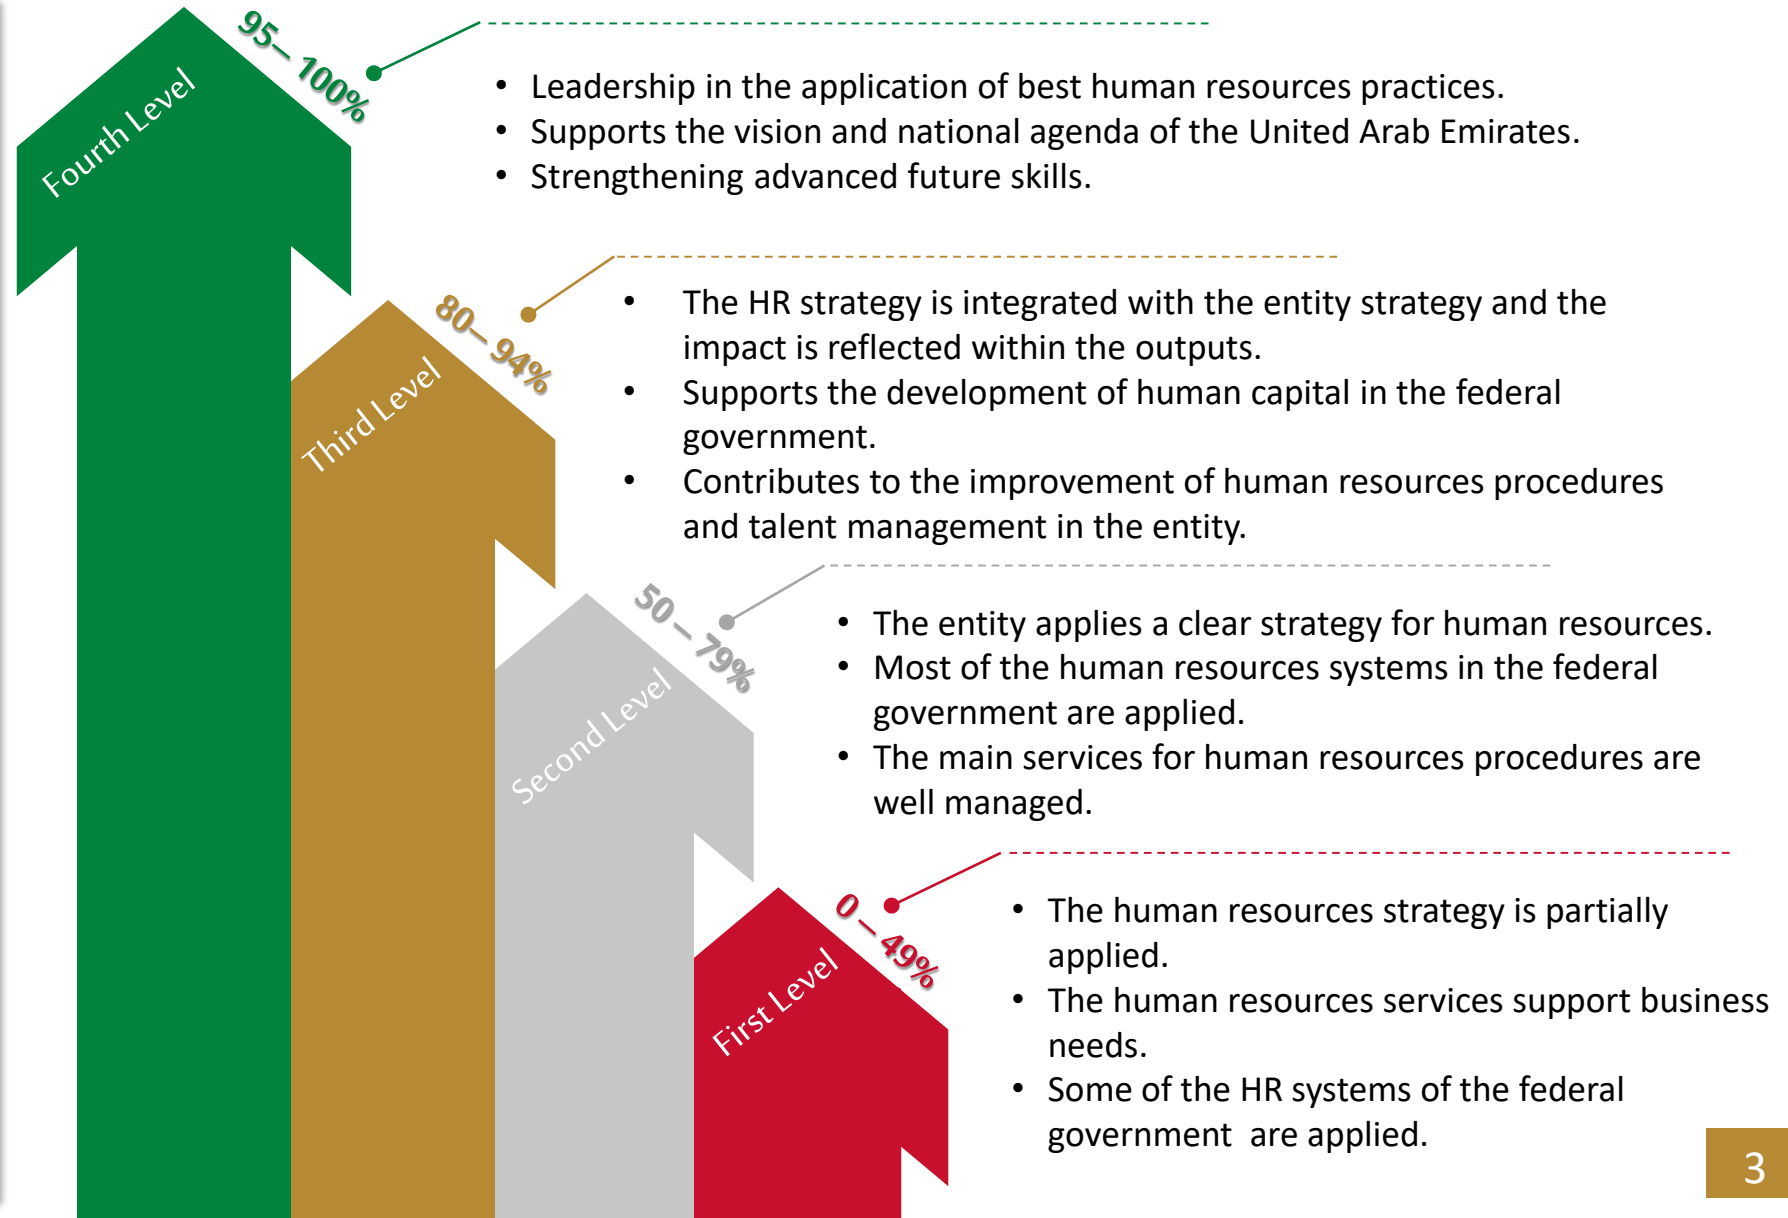 95– 100%
Fourth Level
• Leadership in the application of best human resources practices.
• Supports the vision and national agenda of the United Arab Emirates.
• Strengthening advanced future skills.
80– 94%
Third Level
• The HR strategy is integrated with the entity strategy and the
impact is reflected within the outputs.
• Supports the development of human capital in the federal
government.
• Contributes to the improvement of human resources procedures
and talent management in the entity.
50 – 79%
Second Level
• The entity applies a clear strategy for human resources.
• Most of the human resources systems in the federal
government are applied.
• The main services for human resources procedures are
well managed.
0 – 49%
First Level
• The human resources strategy is partially
applied.
• The human resources services support business
needs.
• Some of the HR systems of the federal
government  are applied.
3